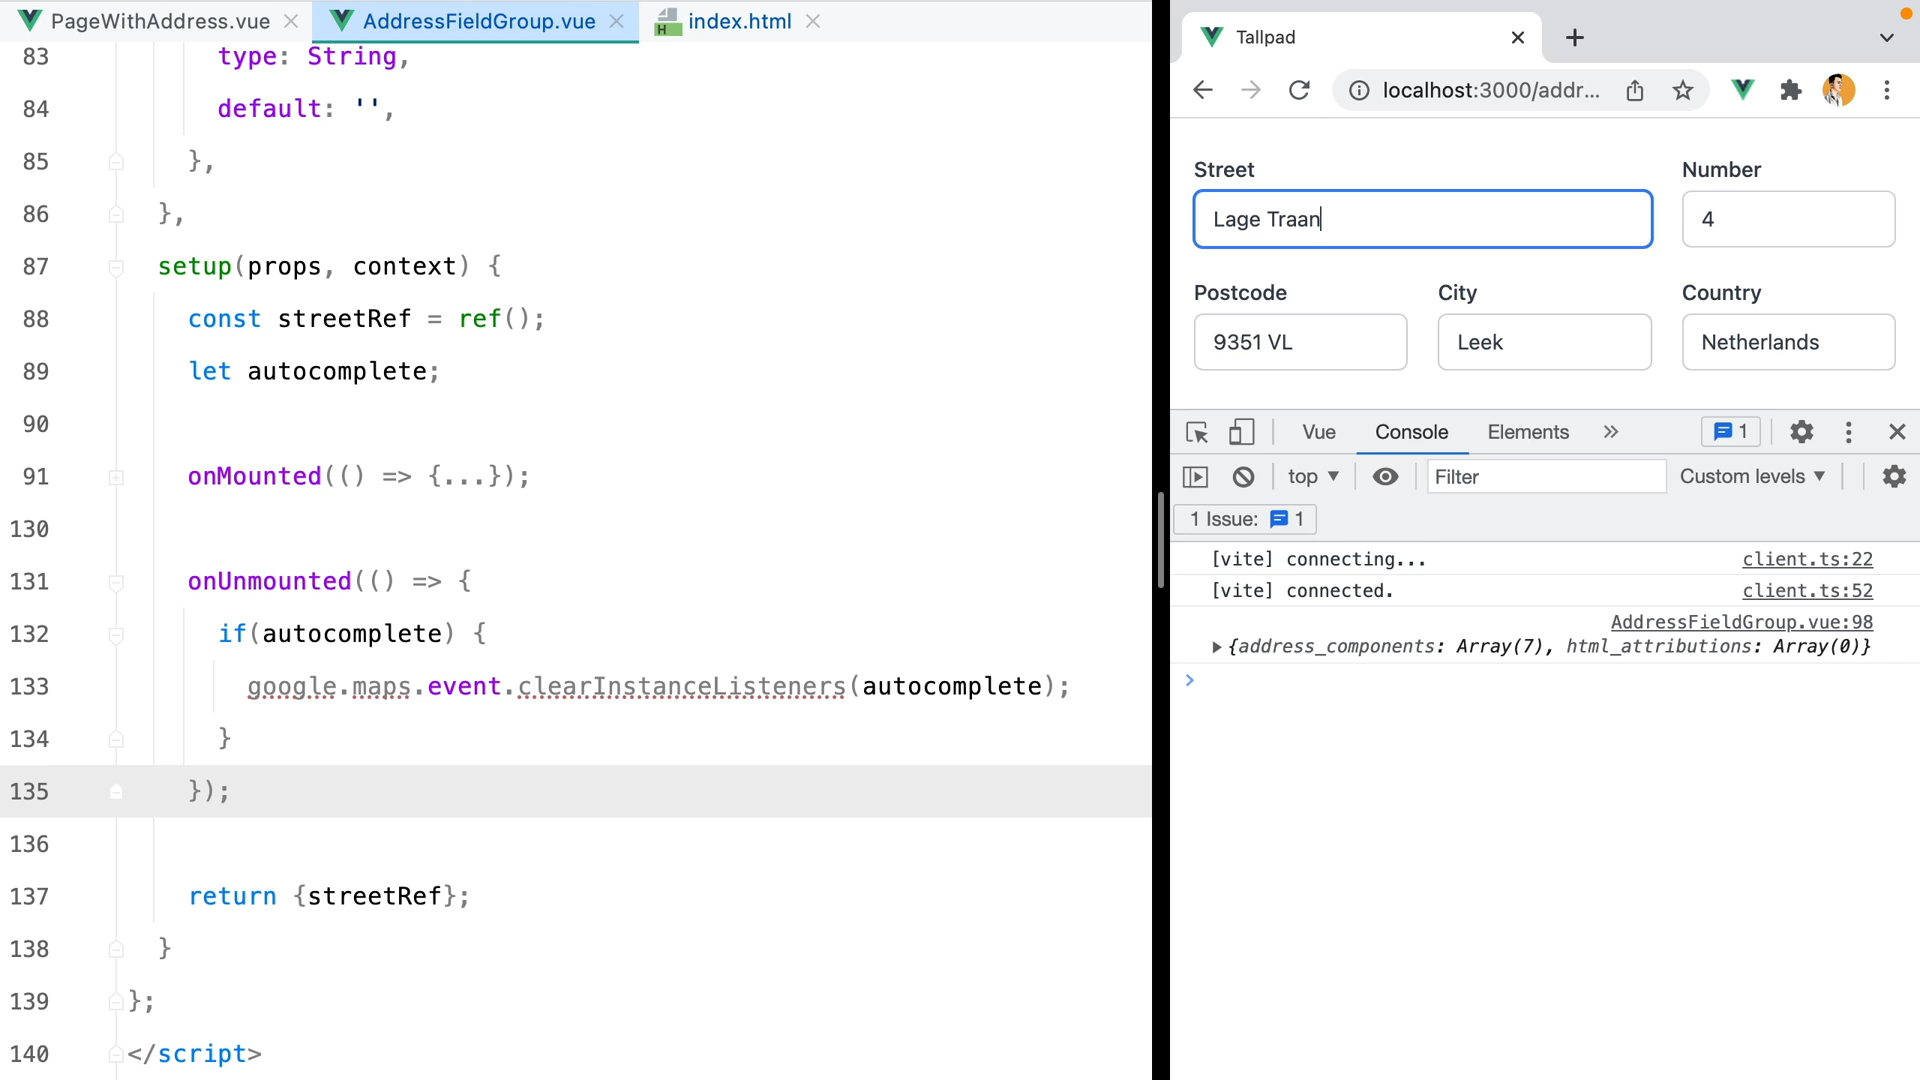 PageWithAddress.vue AddressFieldGroup.vue index.html
83 type: String,
84 default: '',
85 },
86 },
87 setup(props, context) {
88 const streetRef = ref();
89 let autocomplete;
90
91 onMounted(() => {...});
130
131 onUnmounted(() => {
132 if(autocomplete) {
133 google.maps.event.clearInstanceListeners(autocomplete);
134 }
135 });
136
137 return {streetRef};
138 }
139 };
140 </script>
Tallpad
localhost:3000/addr...
Street Number
Lage Traan 4
Postcode City Country
9351 VL Leek Netherlands
Vue Console Elements 1
top Filter Custom levels
1 Issue: 1
[vite] connecting... client.ts:22
[vite] connected. client.ts:52
AddressFieldGroup.vue:98
{address_components: Array(7), html_attributions: Array(0)}